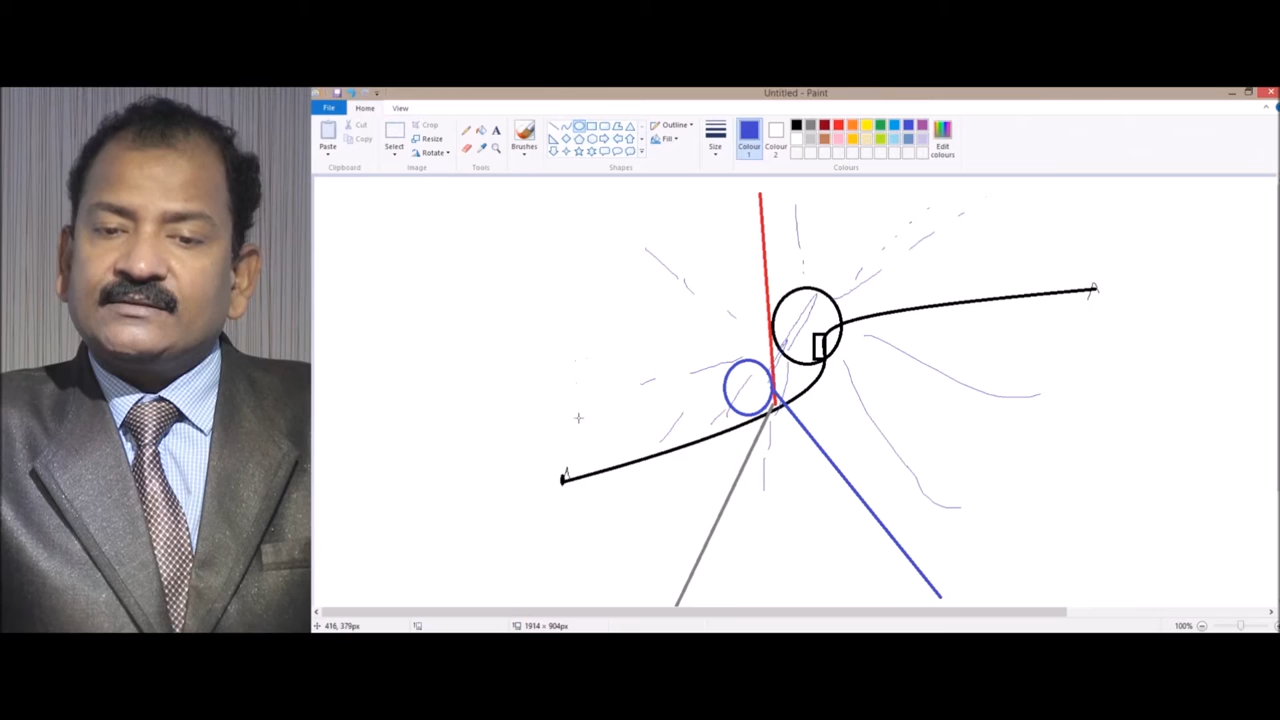 Untitled - Paint
File Home View
Paste
Cut
Copy
Clipboard
Select
Crop
Resize
Rotate
Image
Tools
Brushes
Shapes
Outline
Fill
Size
Colour
1
Colour
2
Colours
Edit
colours
A
A
416, 379px
1914 × 904px
100%